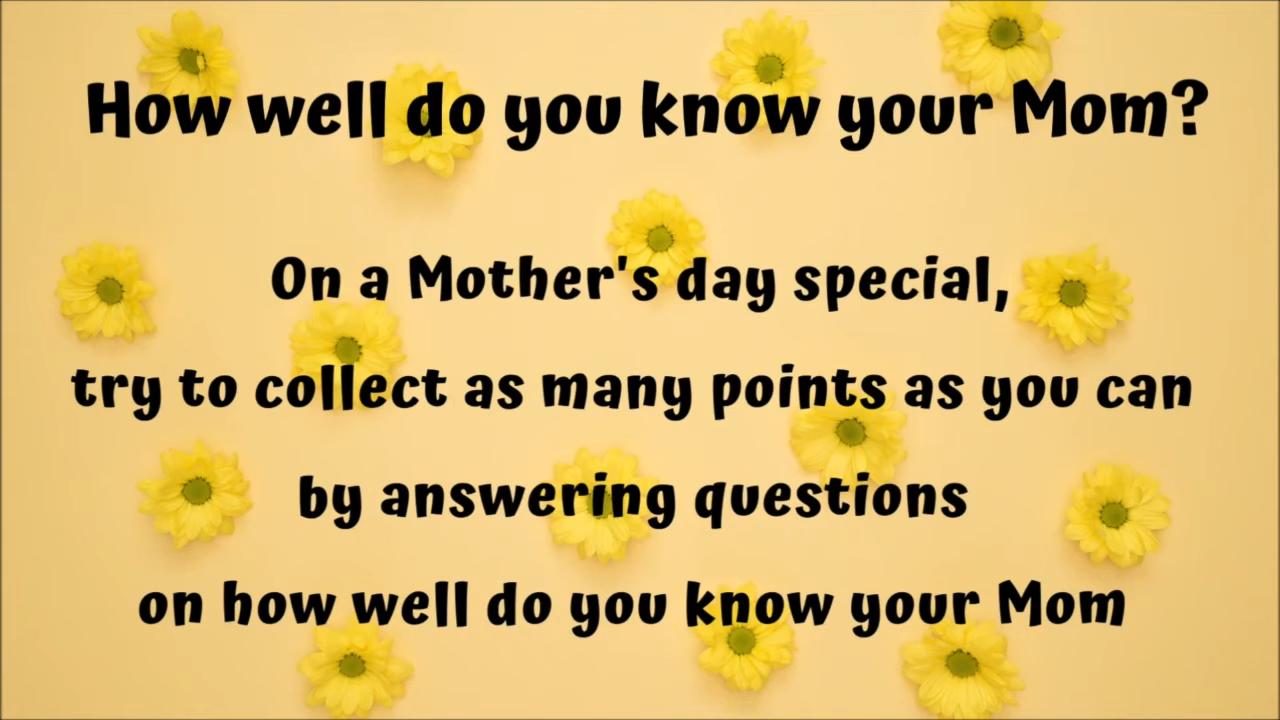 How well do you know your Mom?
On a Mother's day special,
try to collect as many points as you can
by answering questions
on how well do you know your Mom